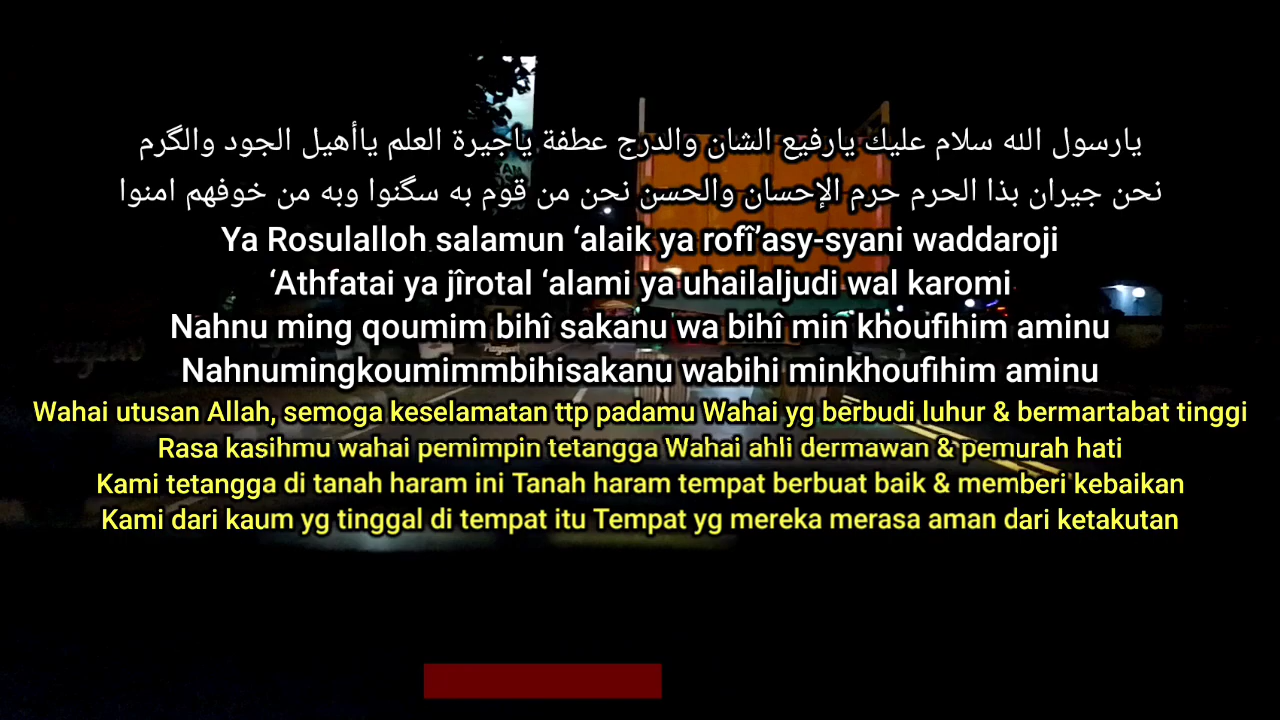 يارسول الله سلام عليك يارفيع الشان والدرج عطفة ياجيرة العلم ياأهيل الجود والگرم
نحن جيران بذا الحرم حرم الإحسان والحسن نحن من قوم به سگنوا وبه من خوفهم امنوا
Ya Rosulalloh salamun ‘alaik ya rofî’asy-syani waddaroji
‘Athfatai ya jîrotal ‘alami ya uhailaljudi wal karomi
Nahnu ming qoumim bihî sakanu wa bihî min khoufihim aminu
Nahnumingkoumimmbihisakanu wabihi minkhoufihim aminu
Wahai utusan Allah, semoga keselamatan ttp padamu Wahai yg berbudi luhur & bermartabat tinggi
Rasa kasihmu wahai pemimpin tetangga Wahai ahli dermawan & pemurah hati
Kami tetangga di tanah haram ini Tanah haram tempat berbuat baik & memberi kebaikan
Kami dari kaum yg tinggal di tempat itu Tempat yg mereka merasa aman dari ketakutan